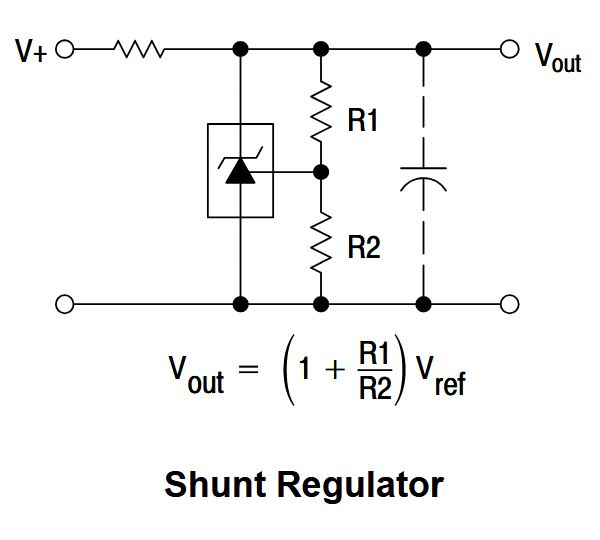 V+
Vout
R1
R2
Vout = (1 + R1/R2) Vref
Shunt Regulator